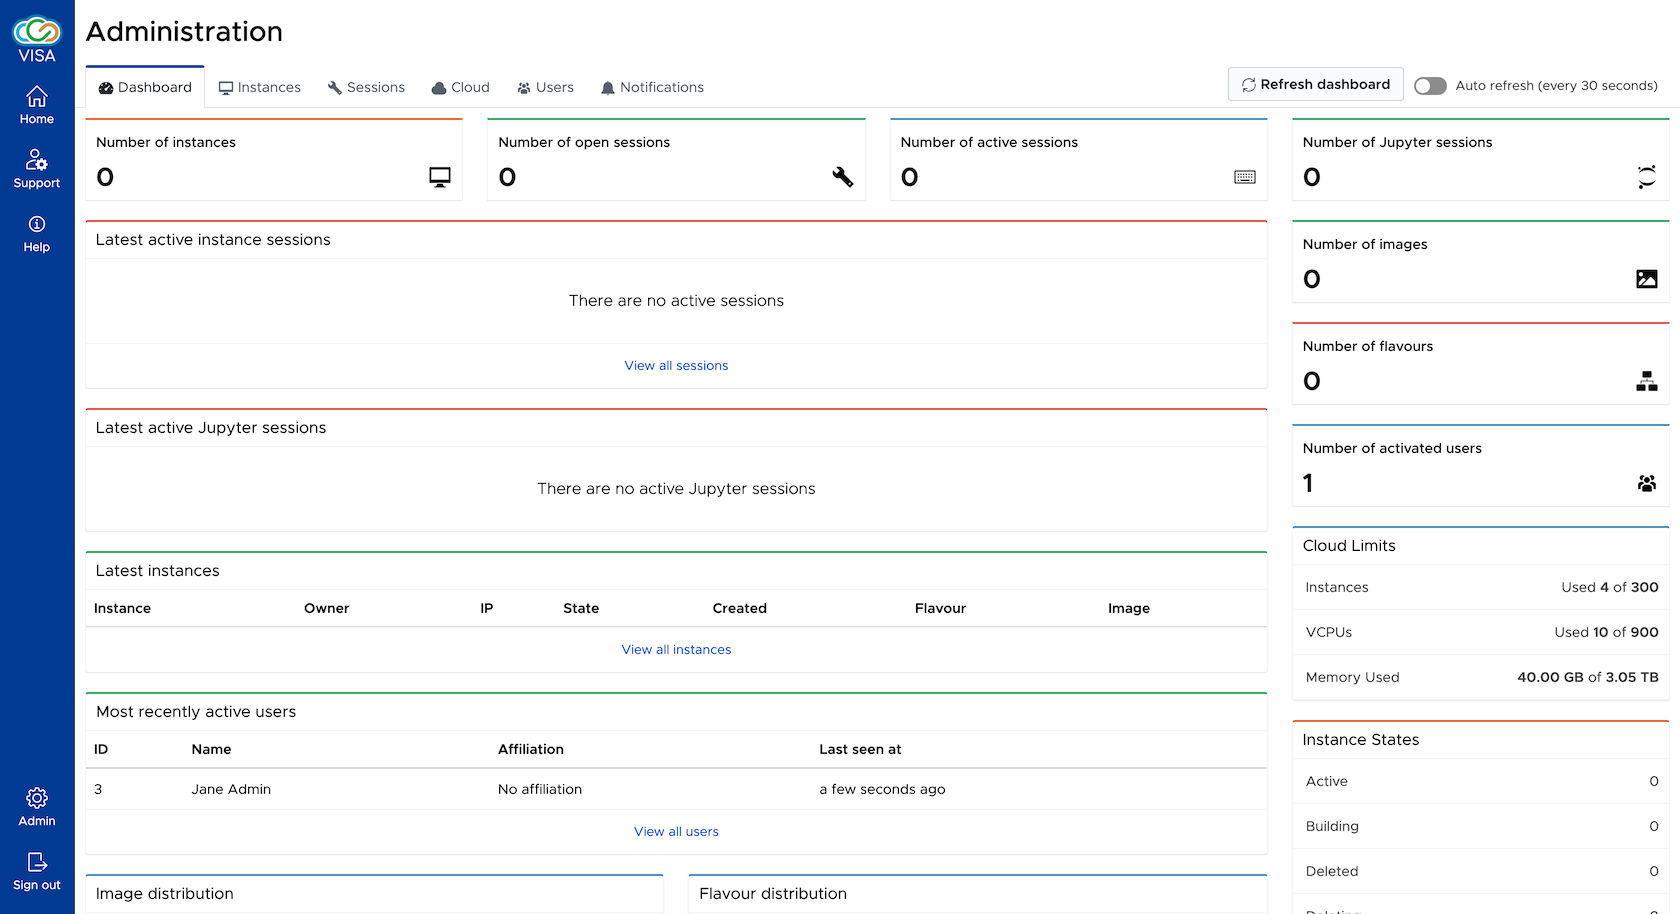 VISA
Home
Support
Help
Admin
Sign out
Administration
Dashboard
Instances
Sessions
Cloud
Users
Notifications
Refresh dashboard
Auto refresh (every 30 seconds)
Number of instances
0
Number of open sessions
0
Number of active sessions
0
Number of Jupyter sessions
0
Latest active instance sessions
There are no active sessions
View all sessions
Latest active Jupyter sessions
There are no active Jupyter sessions
Latest instances
Instance Owner IP State Created Flavour Image
View all instances
Most recently active users
ID Name Affiliation Last seen at
3 Jane Admin No affiliation a few seconds ago
View all users
Image distribution
Flavour distribution
Number of images
0
Number of flavours
0
Number of activated users
1
Cloud Limits
Instances Used 4 of 300
VCPUs Used 10 of 900
Memory Used 40.00 GB of 3.05 TB
Instance States
Active 0
Building 0
Deleted 0